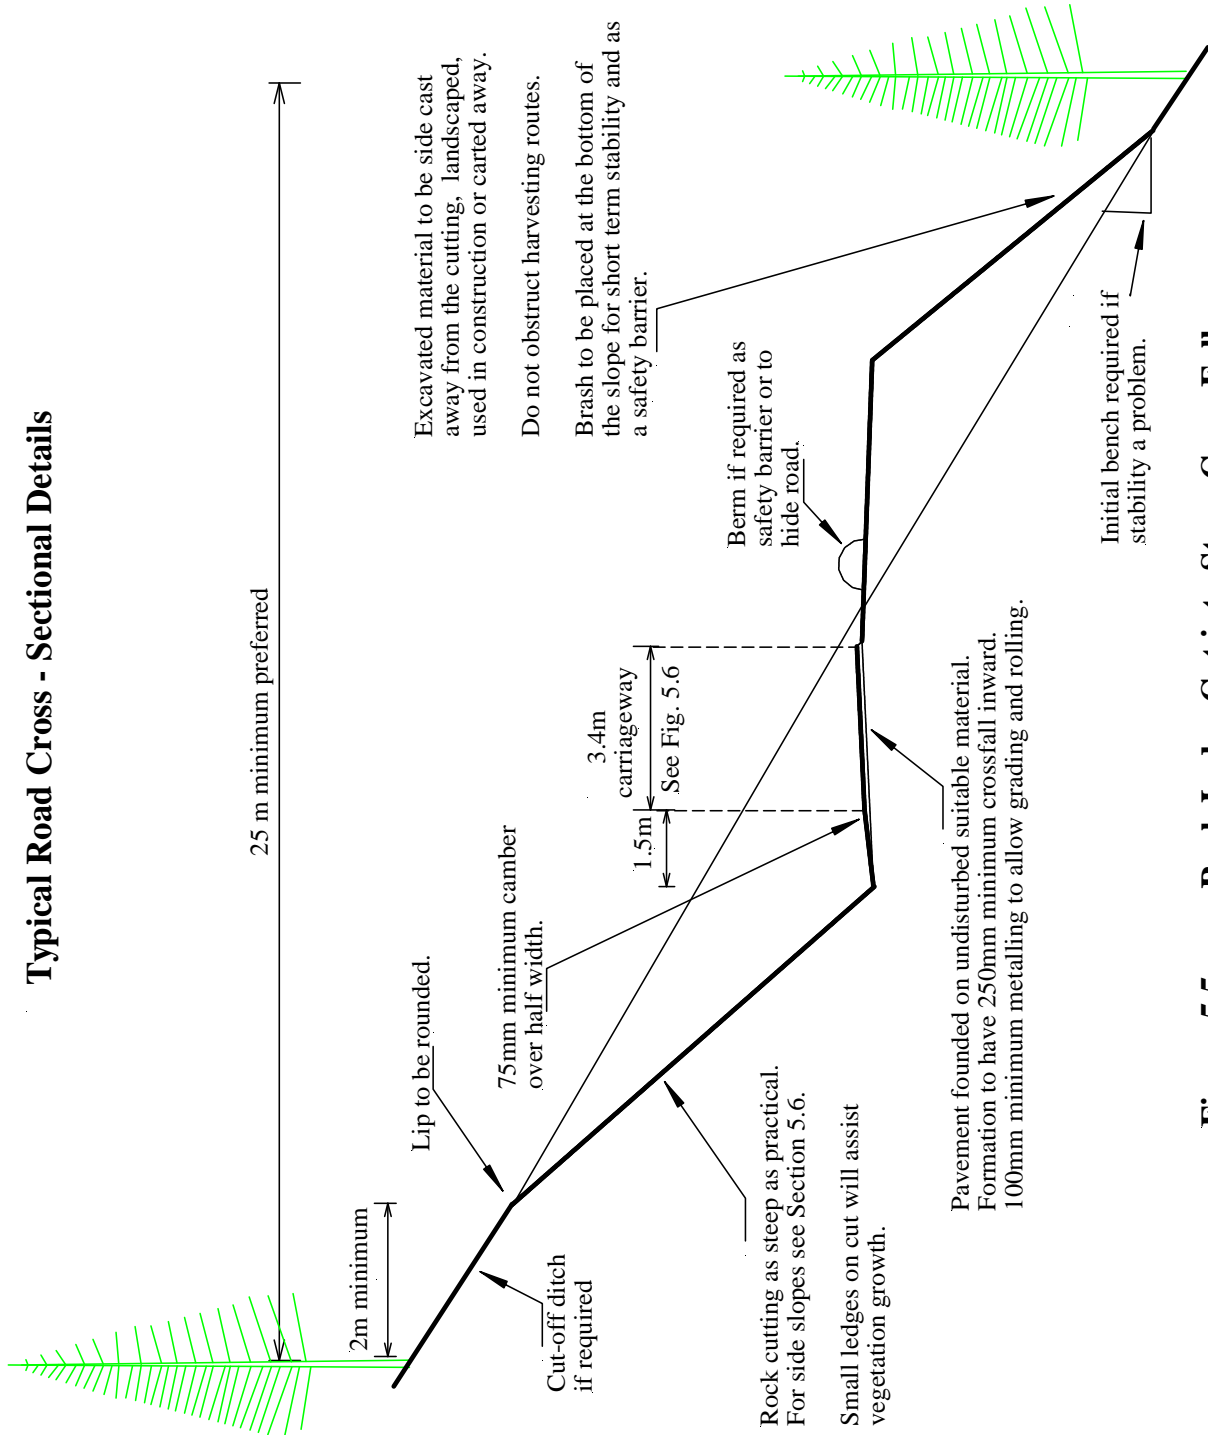 Typical Road Cross - Sectional Details
25 m minimum preferred
Excavated material to be side cast
away from the cutting, landscaped,
used in construction or carted away.
Do not obstruct harvesting routes.
Brash to be placed at the bottom of
the slope for short term stability and as
a safety barrier.
2m minimum
Lip to be rounded.
75mm minimum camber
over half width.
Cut-off ditch
if required
3.4m
carriageway
1.5m
See Fig. 5.6
Berm if required as
safety barrier or to
hide road.
Rock cutting as steep as practical.
For side slopes see Section 5.6.
Small ledges on cut will assist
vegetation growth.
Pavement founded on undisturbed suitable material.
Formation to have 250mm minimum crossfall inward.
100mm minimum metalling to allow grading and rolling.
Initial bench required if
stability a problem.